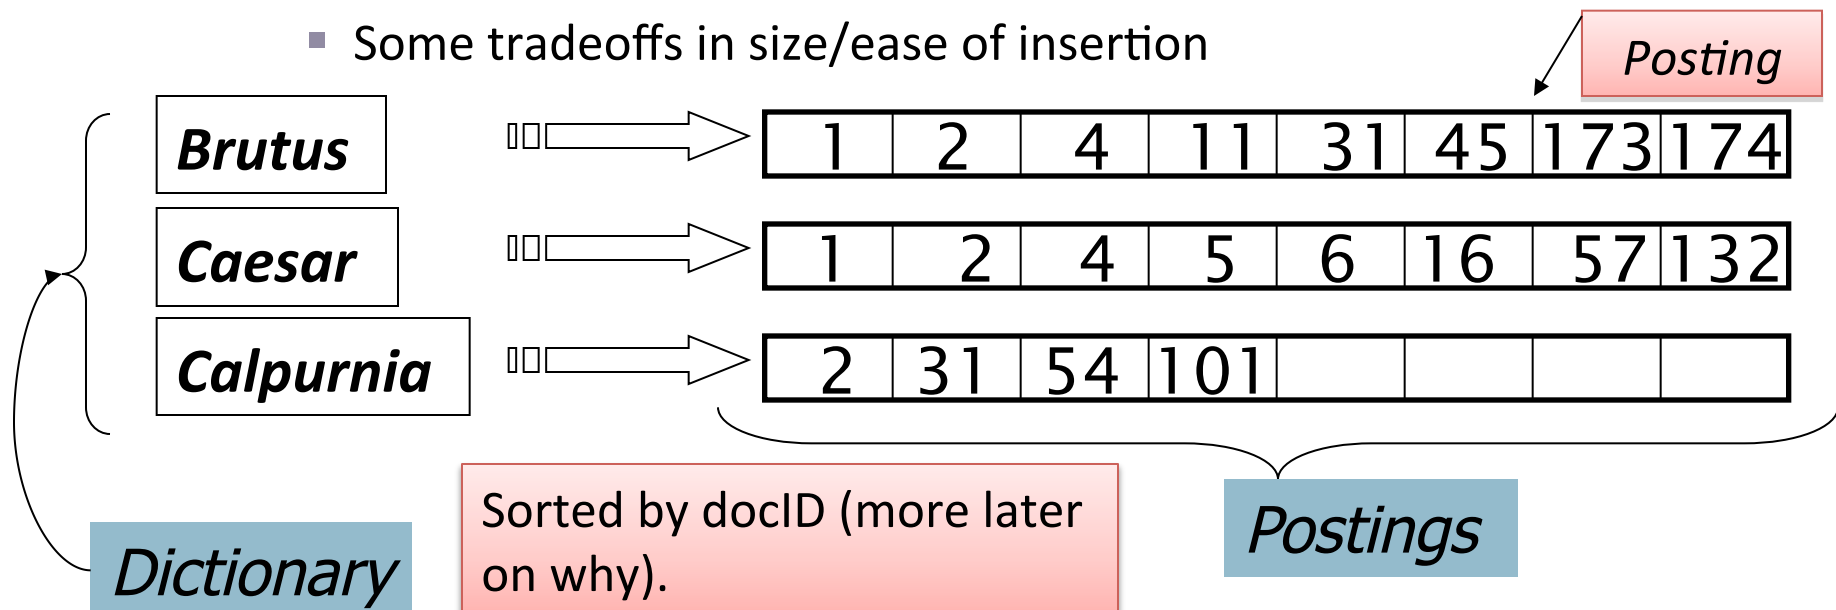 Some tradeoffs in size/ease of insertion
Posting
Brutus 1 2 4 11 31 45 173 174
Caesar 1 2 4 5 6 16 57 132
Calpurnia 2 31 54 101
Sorted by docID (more later
on why).
Postings
Dictionary